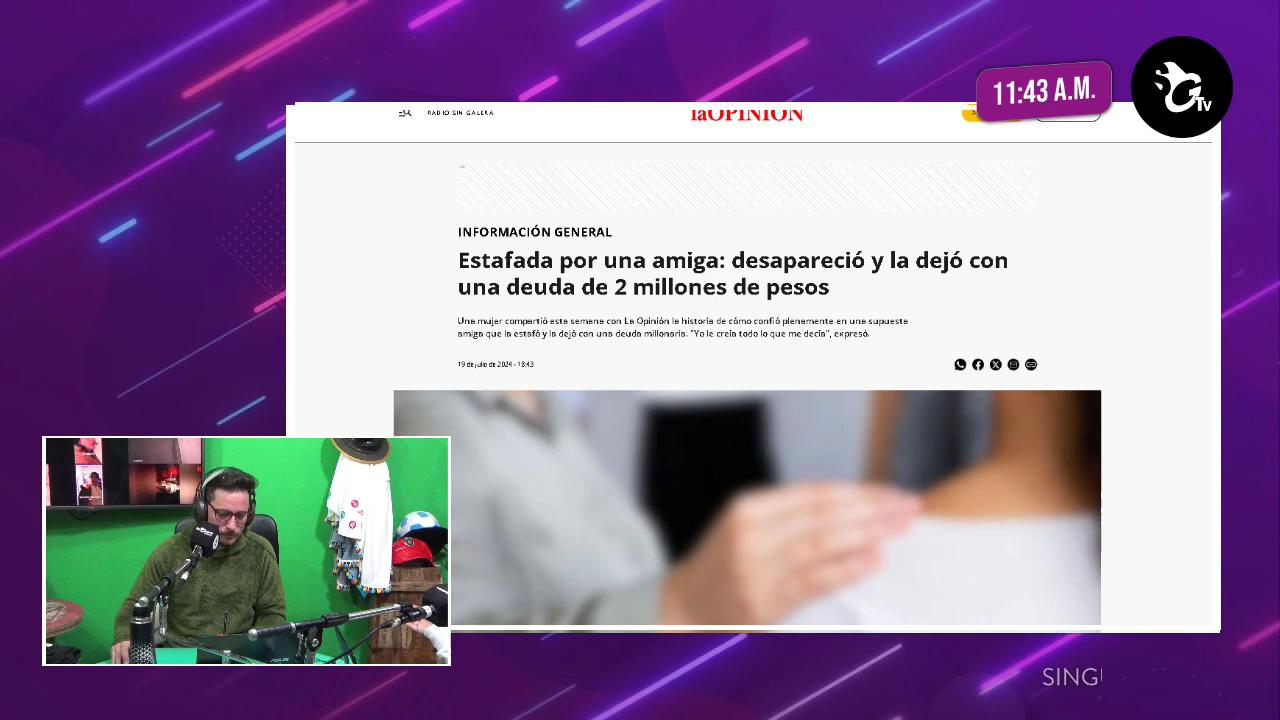 11:43 A.M.
G TV
RADIO SIN GALERA
laOPINION
INFORMACIÓN GENERAL
Estafada por una amiga: desapareció y la dejó con
una deuda de 2 millones de pesos
Una mujer compartió esta semana con La Opinión la historia de cómo confió plenamente en una supuesta
amiga que la estafó y la dejó con una deuda millonaria. "Yo le creía todo lo que me decía", expresó.
19 de julio de 2024 - 18:43
ASUS
SING